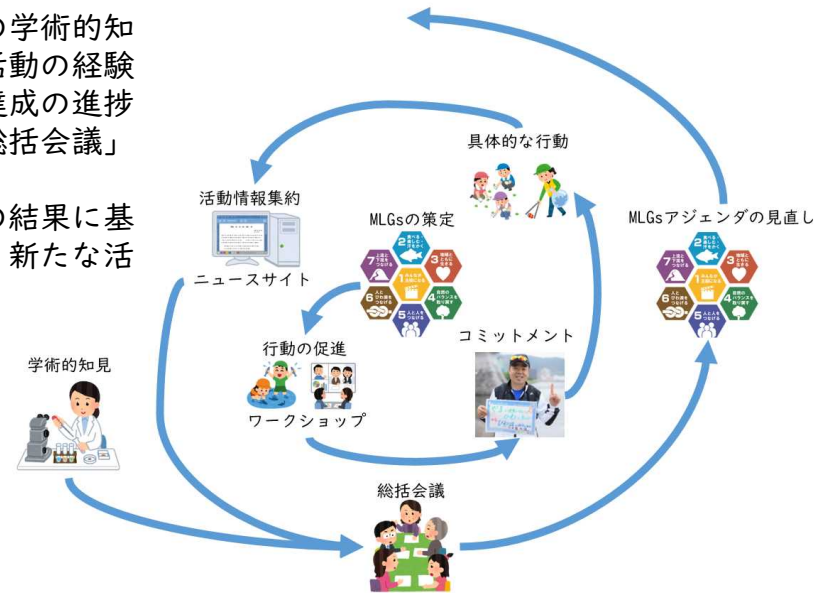 の学術的知
活動の経験
達成の進捗
総括会議」
の結果に基
新たな活
具体的な行動
活動情報集約
ニュースサイト
MLGsの策定
MLGsアジェンダの見直し
行動の促進
ワークショップ
コミットメント
学術的知見
総括会議